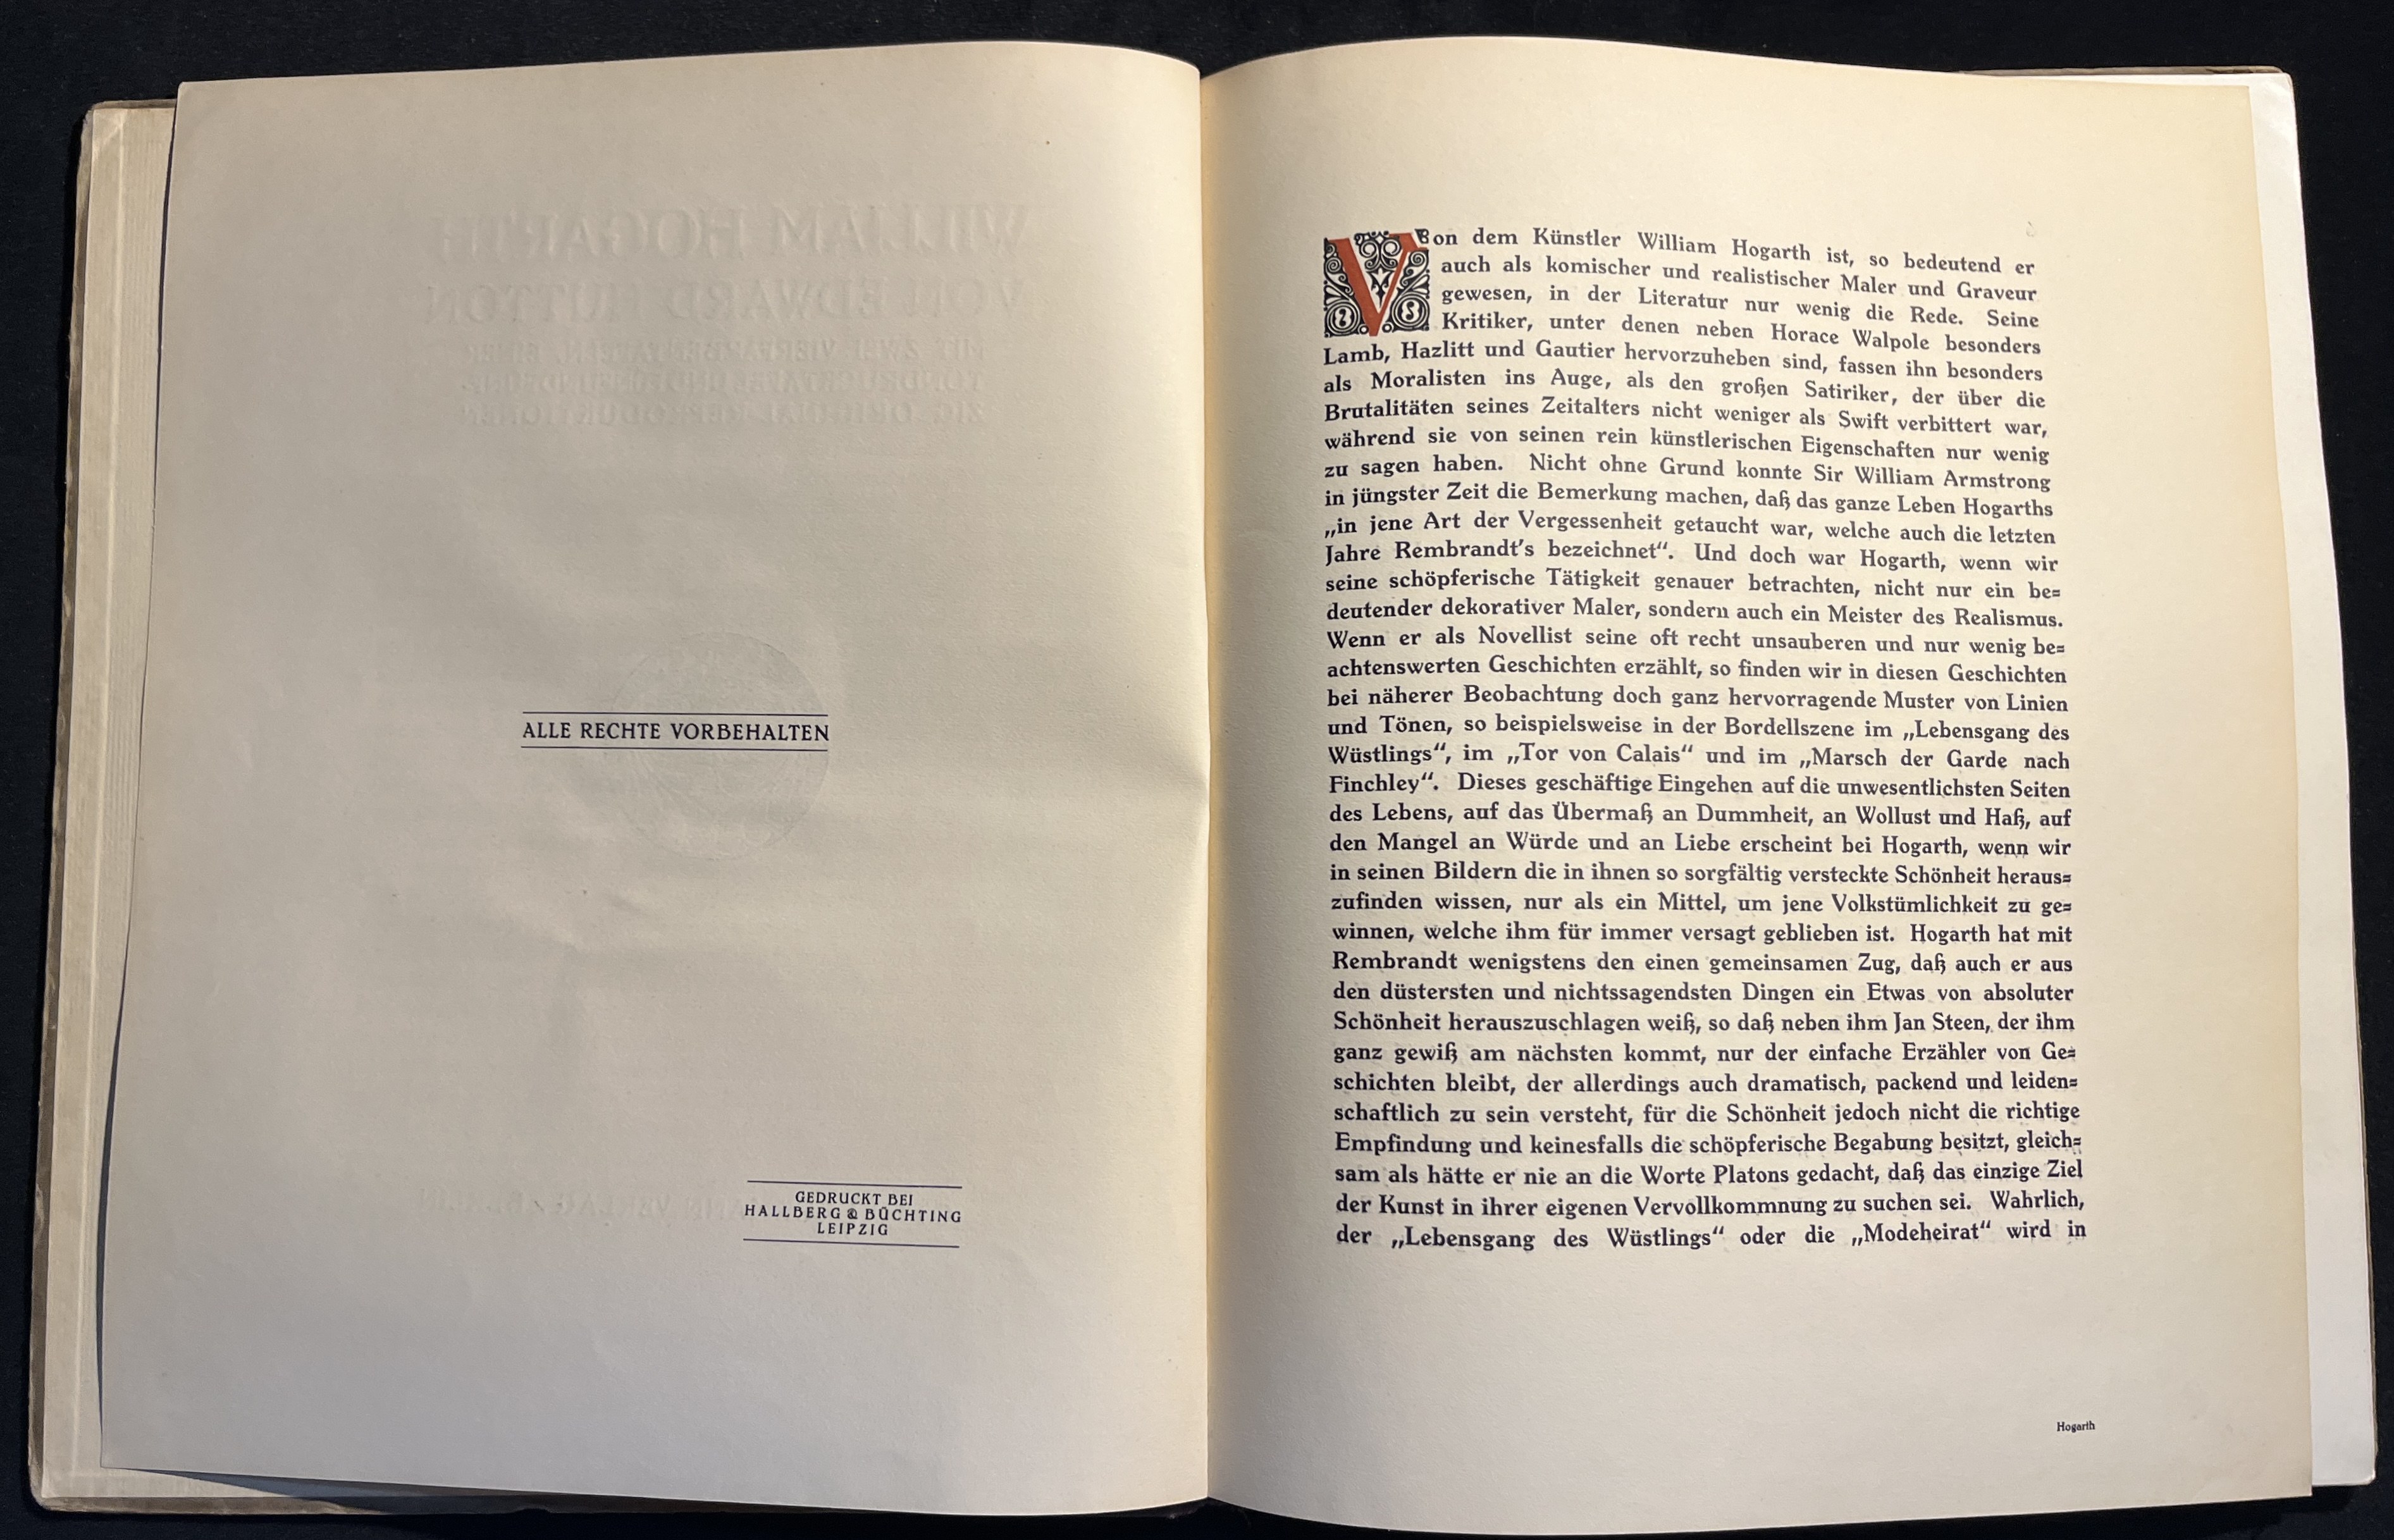 WILLIAM HOGARTH
ALLE RECHTE VORBEHALTEN
GEDRUCKT BEI
HALLBERG & BÜCHTING
LEIPZIG
Von dem Künstler William Hogarth ist, so bedeutend er
auch als komischer und realistischer Maler und Graveur
gewesen, in der Literatur nur wenig die Rede. Seine
Kritiker, unter denen neben Horace Walpole besonders
Lamb, Hazlitt und Gautier hervorzuheben sind, fassen ihn besonders
als Moralisten ins Auge, als den großen Satiriker, der über die
Brutalitäten seines Zeitalters nicht weniger als Swift verbittert war,
während sie von seinen rein künstlerischen Eigenschaften nur wenig
zu sagen haben. Nicht ohne Grund konnte Sir William Armstrong
in jüngster Zeit die Bemerkung machen, daß das ganze Leben Hogarths
„in jene Art der Vergessenheit getaucht war, welche auch die letzten
Jahre Rembrandt's bezeichnet“. Und doch war Hogarth, wenn wir
seine schöpferische Tätigkeit genauer betrachten, nicht nur ein be=
deutender dekorativer Maler, sondern auch ein Meister des Realismus.
Wenn er als Novellist seine oft recht unsauberen und nur wenig be=
achtenswerten Geschichten erzählt, so finden wir in diesen Geschichten
bei näherer Beobachtung doch ganz hervorragende Muster von Linien
und Tönen, so beispielsweise in der Bordellszene im „Lebensgang des
Wüstlings“, im „Tor von Calais“ und im „Marsch der Garde nach
Finchley“. Dieses geschäftige Eingehen auf die unwesentlichsten Seiten
des Lebens, auf das Übermaß an Dummheit, an Wollust und Haß, auf
den Mangel an Würde und an Liebe erscheint bei Hogarth, wenn wir
in seinen Bildern die in ihnen so sorgfältig versteckte Schönheit heraus=
zufinden wissen, nur als ein Mittel, um jene Volkstümlichkeit zu ge=
winnen, welche ihm für immer versagt geblieben ist. Hogarth hat mit
Rembrandt wenigstens den einen gemeinsamen Zug, daß auch er aus
den düstersten und nichtssagendsten Dingen ein Etwas von absoluter
Schönheit herauszuschlagen weiß, so daß neben ihm Jan Steen, der ihm
ganz gewiß am nächsten kommt, nur der einfache Erzähler von Ge=
schichten bleibt, der allerdings auch dramatisch, packend und leiden=
schaftlich zu sein versteht, für die Schönheit jedoch nicht die richtige
Empfindung und keinesfalls die schöpferische Begabung besitzt, gleich=
sam als hätte er nie an die Worte Platons gedacht, daß das einzige Ziel
der Kunst in ihrer eigenen Vervollkommnung zu suchen sei. Wahrlich,
der „Lebensgang des Wüstlings“ oder die „Modeheirat“ wird in
Hogarth